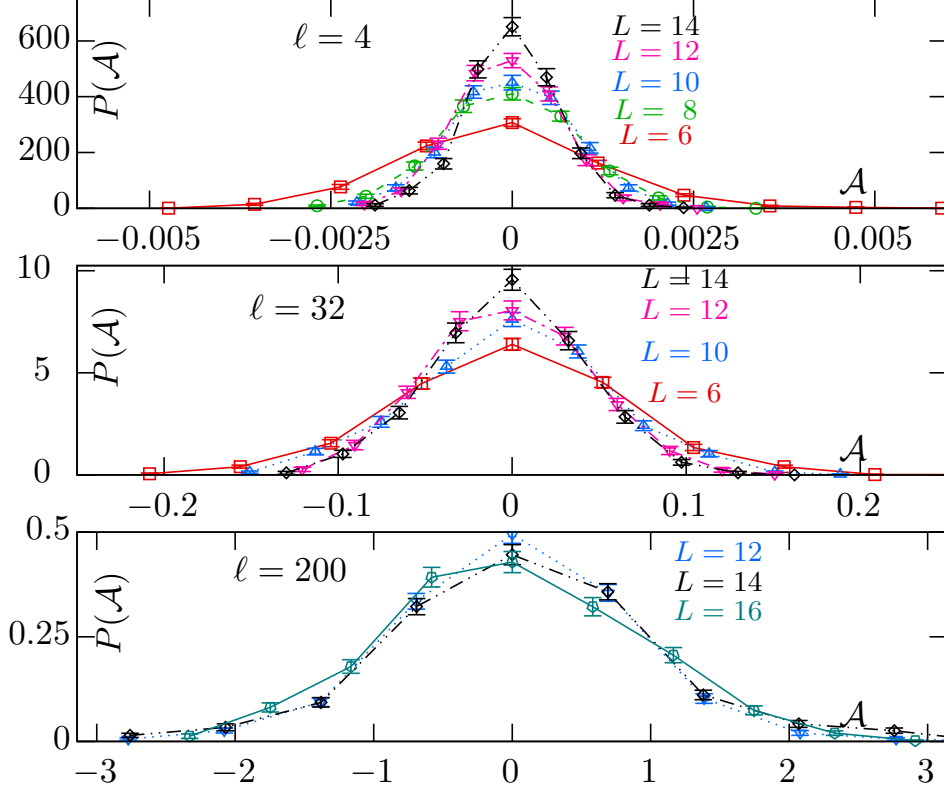 ℓ = 4
L = 14
L = 12
L = 10
L = 8
L = 6
P(𝒜)
600
400
200
0
𝒜
−0.005 −0.0025 0 0.0025 0.005
ℓ = 32
L = 14
L = 12
L = 10
L = 6
P(𝒜)
10
5
0
𝒜
−0.2 −0.1 0 0.1 0.2
ℓ = 200
L = 12
L = 14
L = 16
P(𝒜)
0.5
0.25
0
𝒜
−3 −2 −1 0 1 2 3